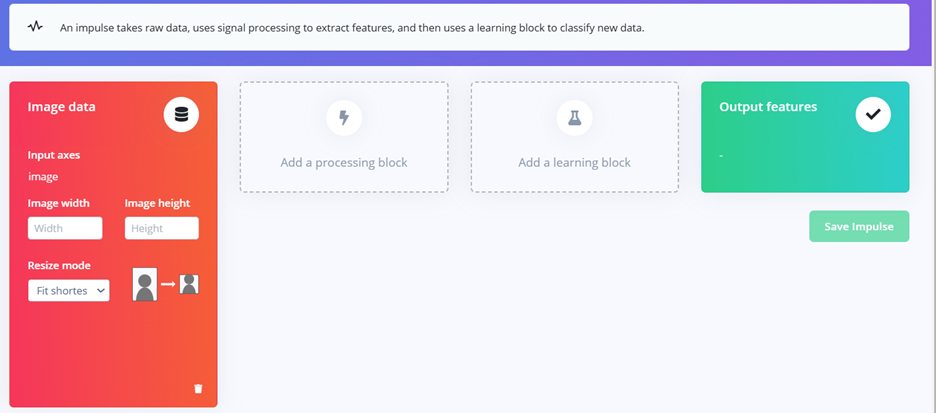 An impulse takes raw data, uses signal processing to extract features, and then uses a learning block to classify new data.
Image data
Input axes
image
Image width
Image height
Width
Height
Resize mode
Fit shortes
Add a processing block
Add a learning block
Output features
-
Save Impulse